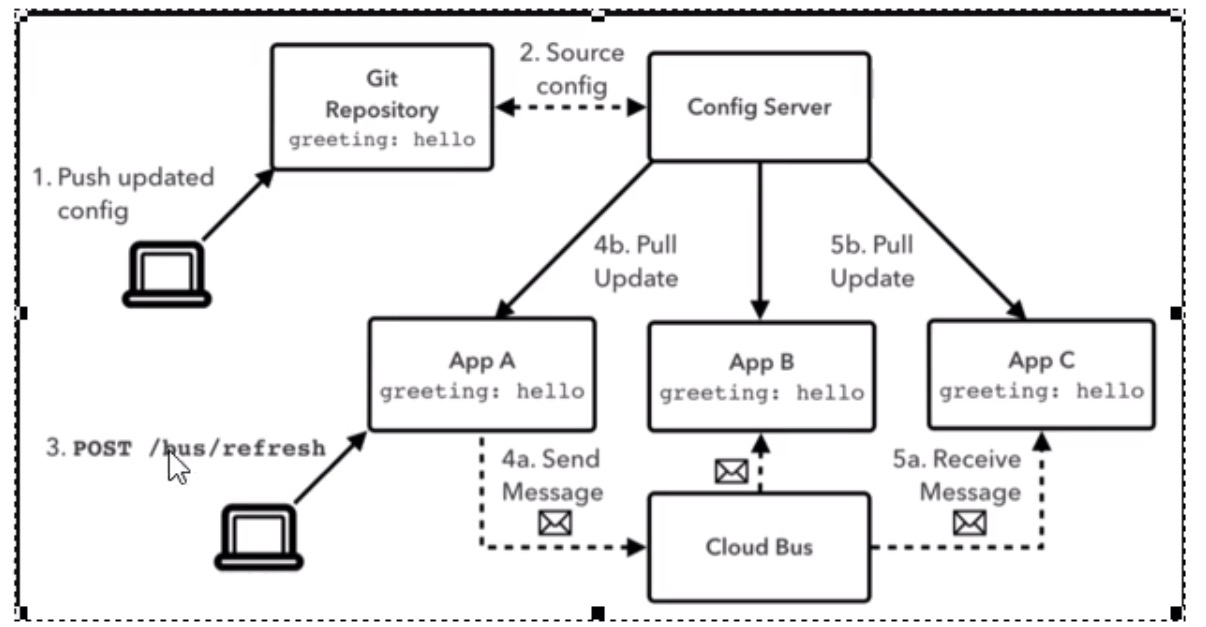 Git
Repository
greeting: hello
2. Source
config
Config Server
1. Push updated
config
4b. Pull
Update
5b. Pull
Update
App A
greeting: hello
App B
greeting: hello
App C
greeting: hello
3. POST /bus/refresh
4a. Send
Message
5a. Receive
Message
Cloud Bus